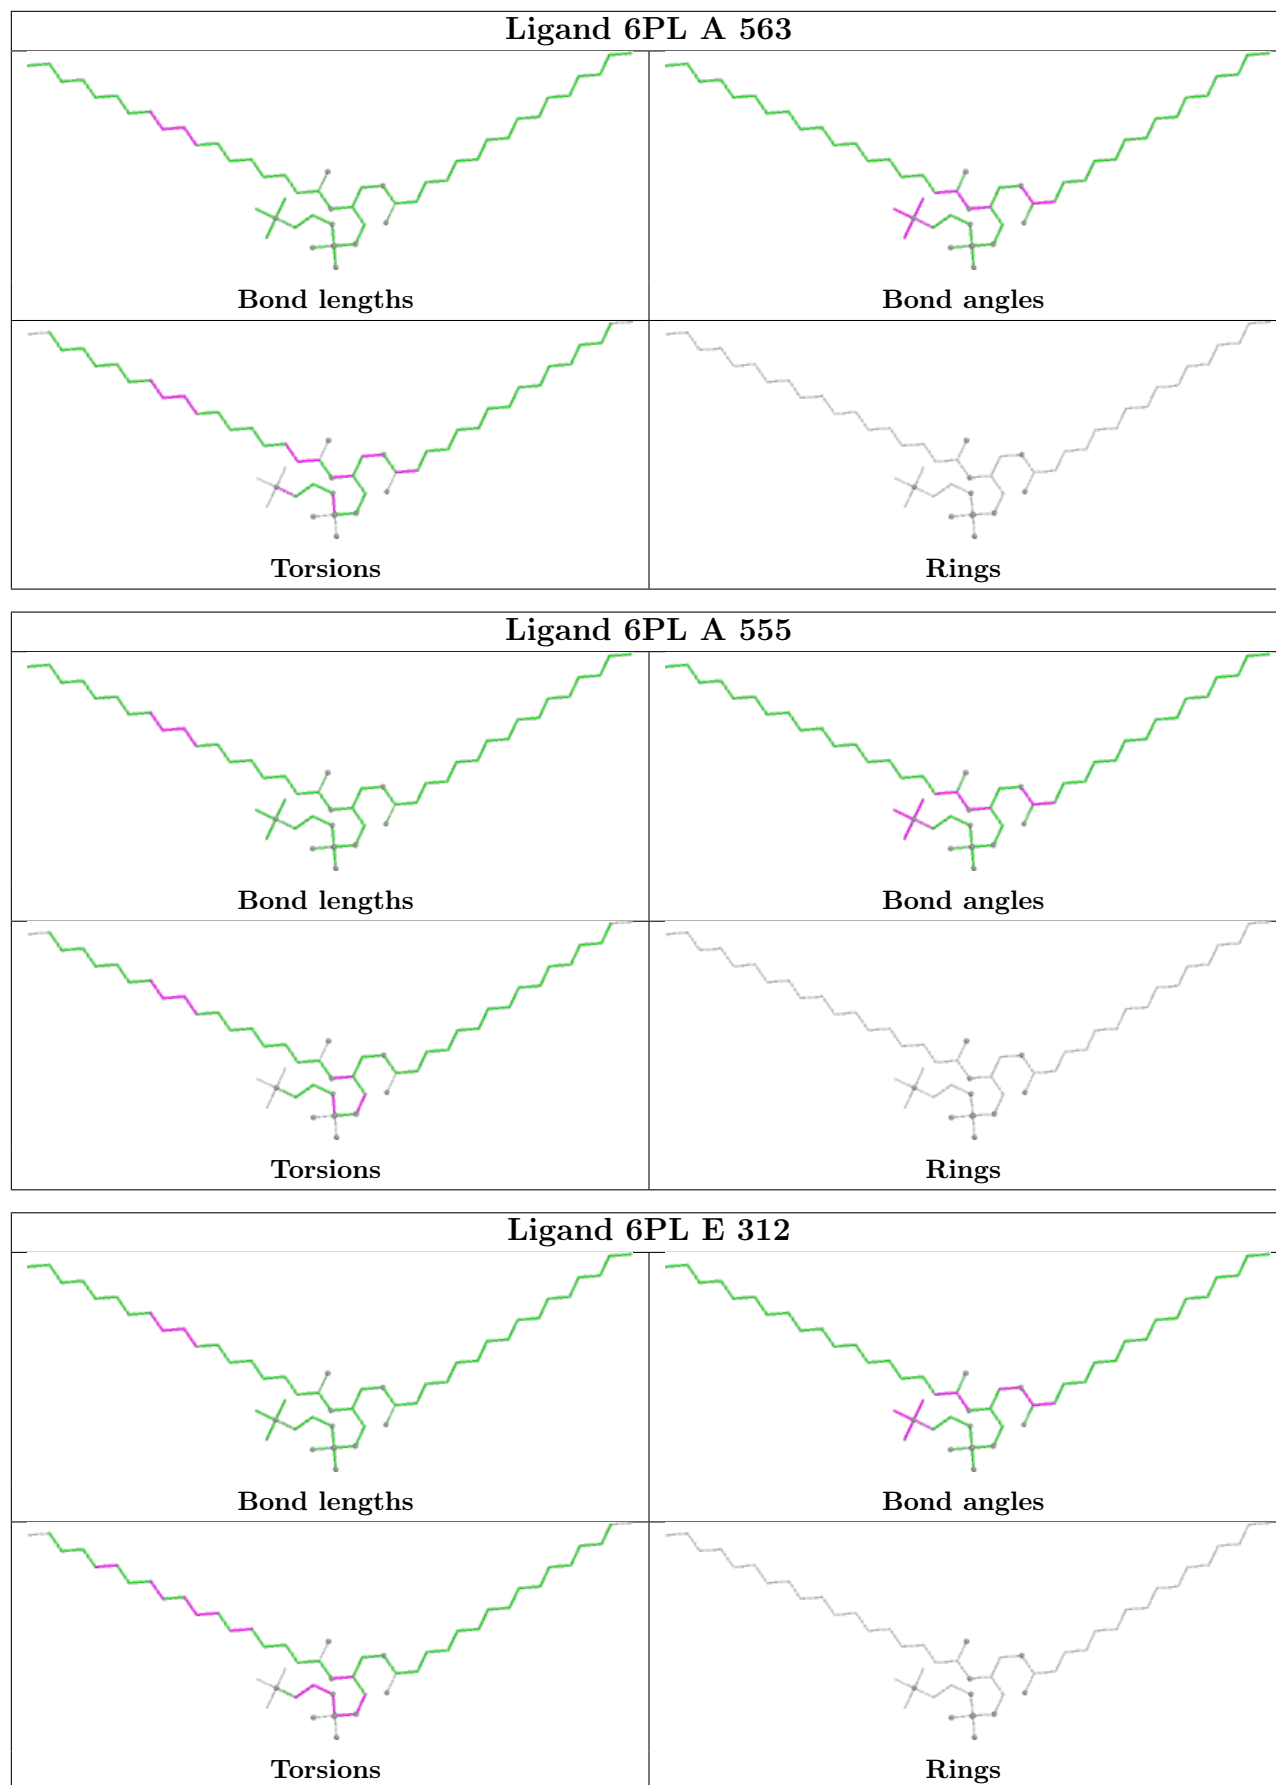 Ligand 6PL A 563
Bond lengths
Bond angles
Torsions
Rings
Ligand 6PL A 555
Bond lengths
Bond angles
Torsions
Rings
Ligand 6PL E 312
Bond lengths
Bond angles
Torsions
Rings